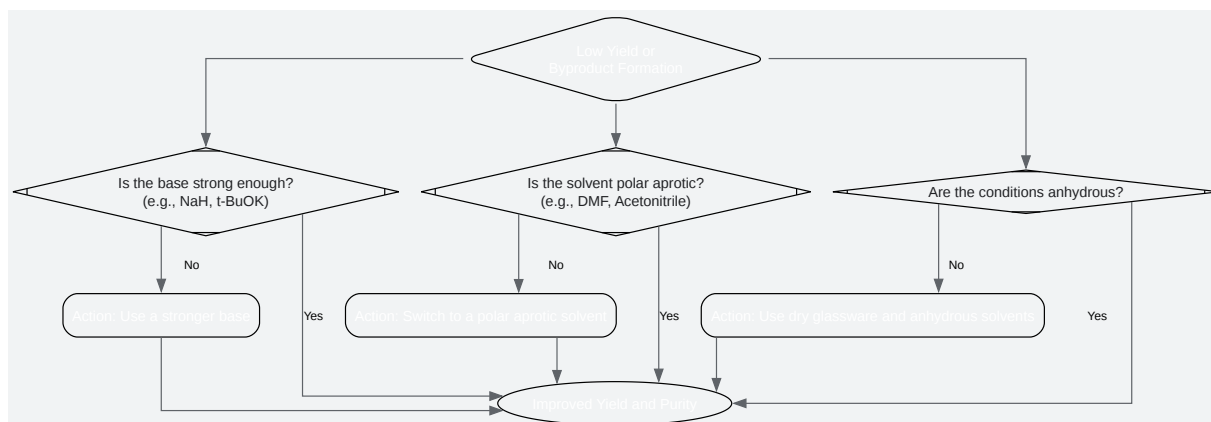 Low Yield or
Byproduct Formation
Is the base strong enough?
(e.g., NaH, t-BuOK)
Is the solvent polar aprotic?
(e.g., DMF, Acetonitrile)
Are the conditions anhydrous?
No
No
No
Action: Use a stronger base
Yes
Action: Switch to a polar aprotic solvent
Yes
Action: Use dry glassware and anhydrous solvents
Yes
Improved Yield and Purity